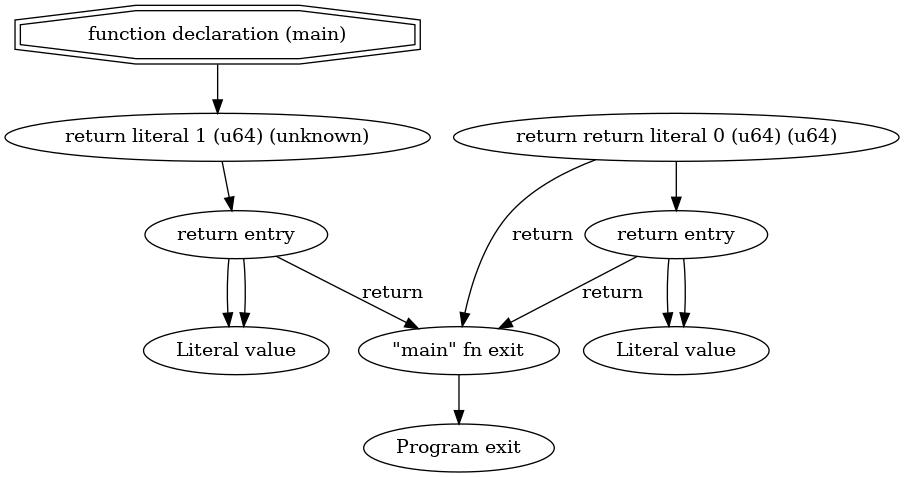 function declaration (main)
return literal 1 (u64) (unknown)
return return literal 0 (u64) (u64)
return entry
return
return entry
return
return
Literal value
"main" fn exit
Literal value
Program exit